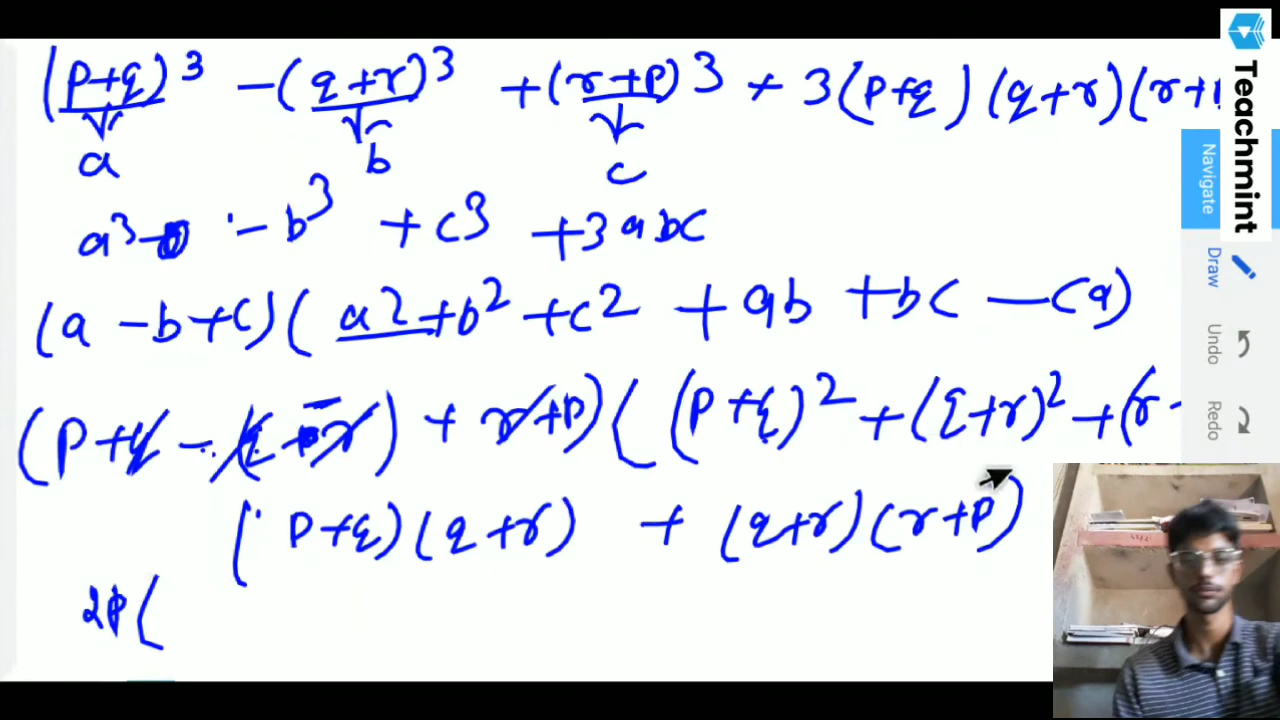 (p+q)³ -(q+r)³ +(r+p)³ + 3(p+q)(q+r)(r+
a b c
a³ - b³ + c³ +3abc
(a -b+c)(a2+b² +c2 +ab +bc -ca)
(p+q - (q+r) + r+p)((p+q)² +(q+r)² +(r -
(p+q)(q+r) + (q+r)(r+p)
2p(
Teachmint
Navigate
Draw
Undo
Redo